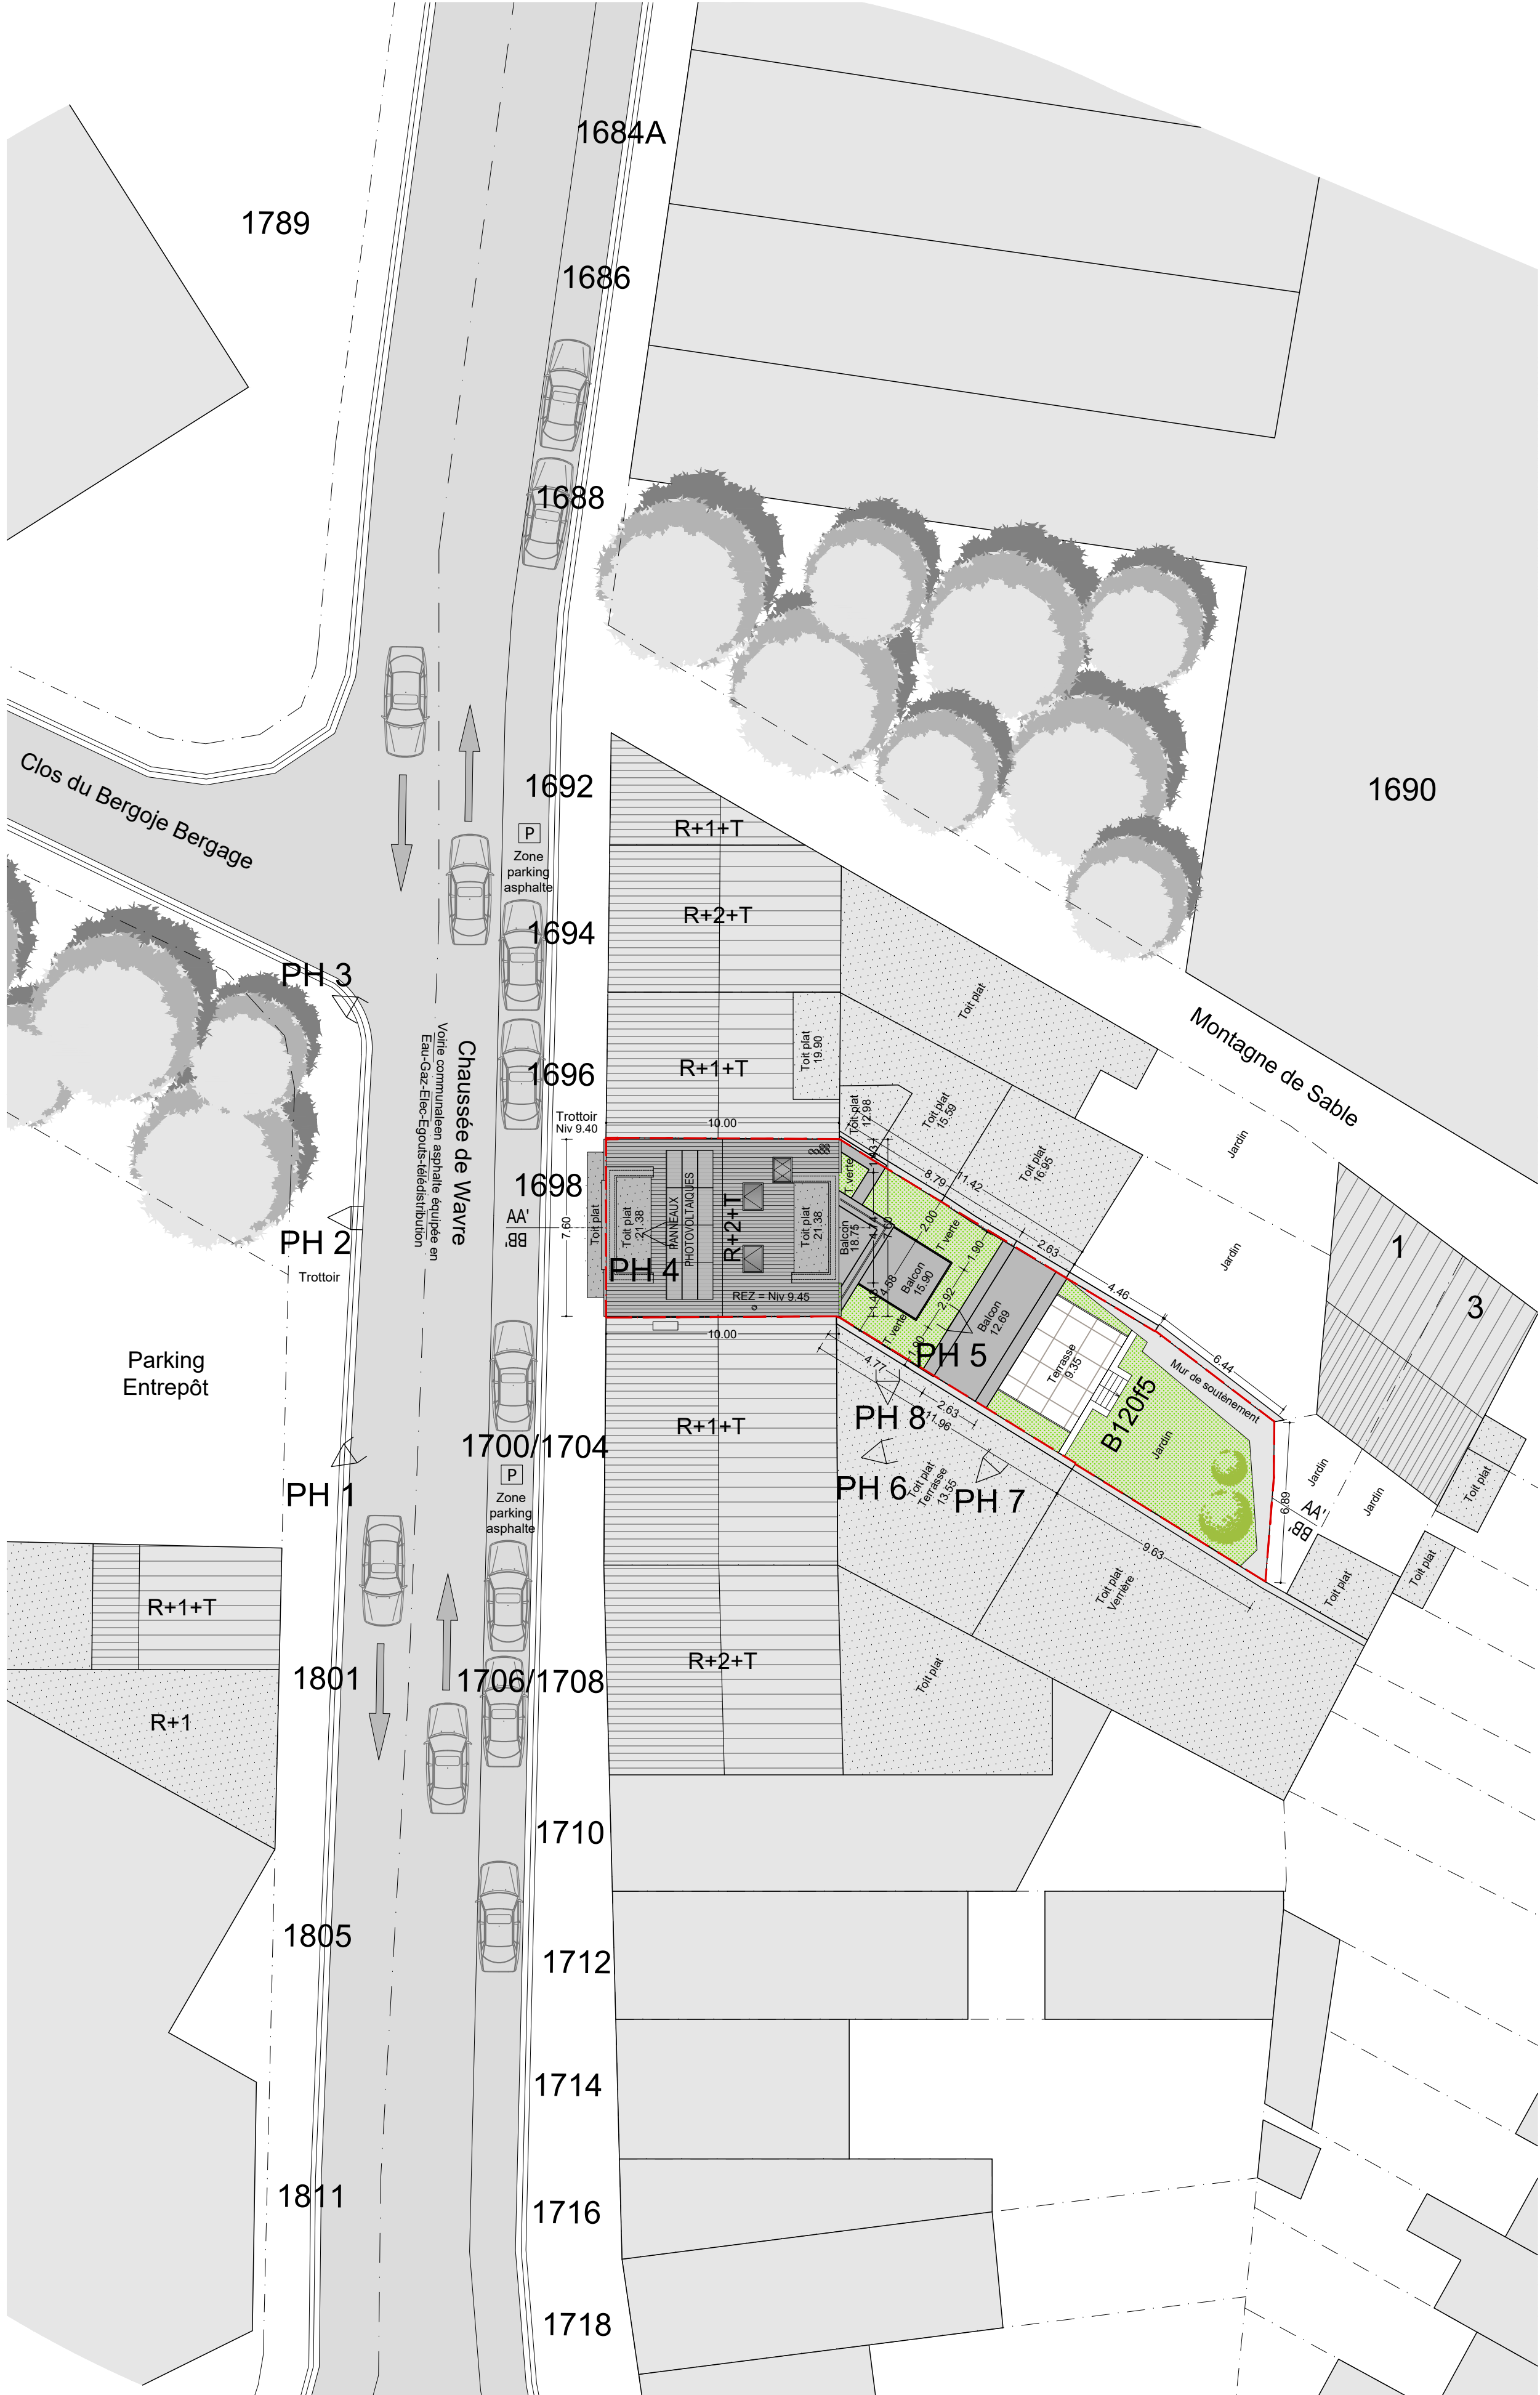 1684A
1789
1686
1688
Clos du Bergoje Bergage
1692
1690
P
Zone
parking
asphalte
R+1+T
R+2+T
1694
PH 3
Toit plat
Montagne de Sable
Voirie communaleen asphalte équipée en
Eau-Gaz-Elec-Egouts-télédistribution
Chaussée de Wavre
1696
R+1+T
Toit plat
19.90
Toit plat
12.98
Toit plat
15.59
Toit plat
16.95
Jardin
Jardin
Trottoir
Niv 9.40
10.00
1698
AA'
BB'
7.60
Toit plat
Toit plat
21.38
PANNEAUX
PHOTOVOLTAIQUES
R+2+T
Toit plat
21.38
REZ = Niv 9.45
PH 4
10.00
Balcon
18.75
T.verte
8.79
11.42
2.00
T.verte
1.90
2.63
4.46
6.44
4.58
Balcon
15.90
2.92
T.verte
1.90
Balcon
12.69
Terrasse
9.35
Mur de soutènement
B120f5
Jardin
6.89
AA'
BB'
1
3
PH 2
Trottoir
PH 5
4.77
2.63
11.96
PH 8
PH 6
Toit plat
Terrasse
13.55
PH 7
9.63
Jardin
Jardin
Toit plat
Toit plat
Toit plat
Toit plat
Verrière
Toit plat
Parking
Entrepôt
PH 1
R+1+T
1700/1704
P
Zone
parking
asphalte
R+1+T
R+2+T
1801
1706/1708
R+1
1710
1805
1712
1714
1811
1716
1718